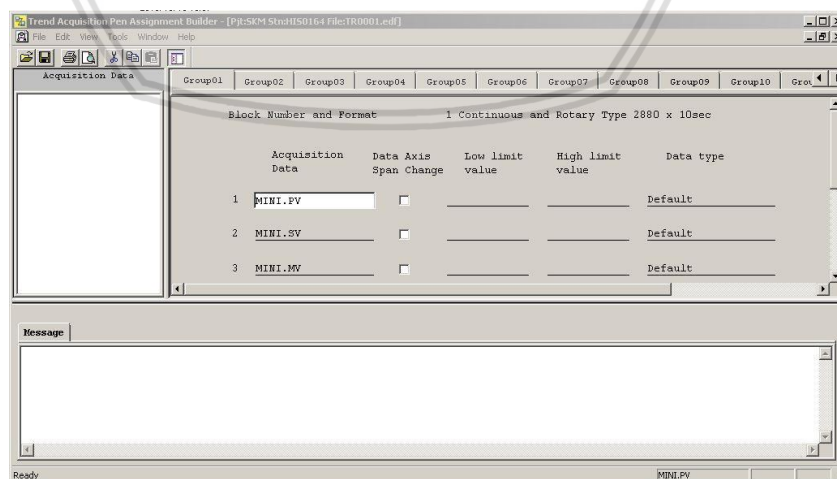 Trend Acquisition Pen Assignment Builder - [Pjt:SKM Stn:HIS0164 File:TR0001.edf]
File Edit View Tools Window Help
Acquisition Data
Group01 Group02 Group03 Group04 Group05 Group06 Group07 Group08 Group09 Group10
Block Number and Format 1 Continuous and Rotary Type 2880 x 10sec
Acquisition Data Axis Low limit High limit Data type
Data Span Change value value
1 MINI.PV Default
2 MINI.SV Default
3 MINI.MV Default
Message
Ready MINI.PV